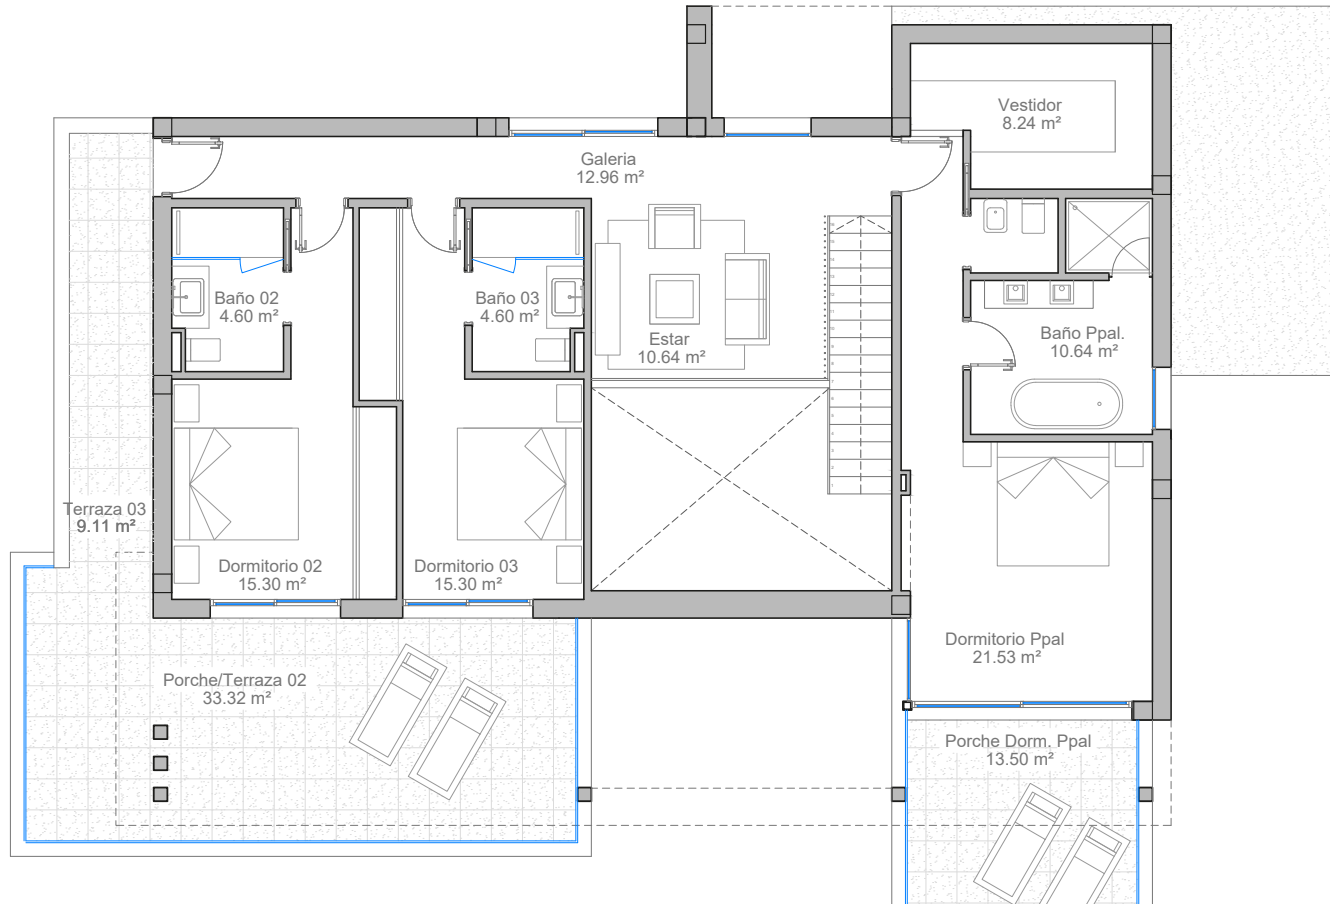 Vestidor
8.24 m²
Galeria
12.96 m²
Baño 02
4.60 m²
Baño 03
4.60 m²
Estar
10.64 m²
Baño Ppal.
10.64 m²
Terraza 03
9.11 m²
Dormitorio 02
15.30 m²
Dormitorio 03
15.30 m²
Dormitorio Ppal
21.53 m²
Porche/Terraza 02
33.32 m²
Porche Dorm. Ppal
13.50 m²